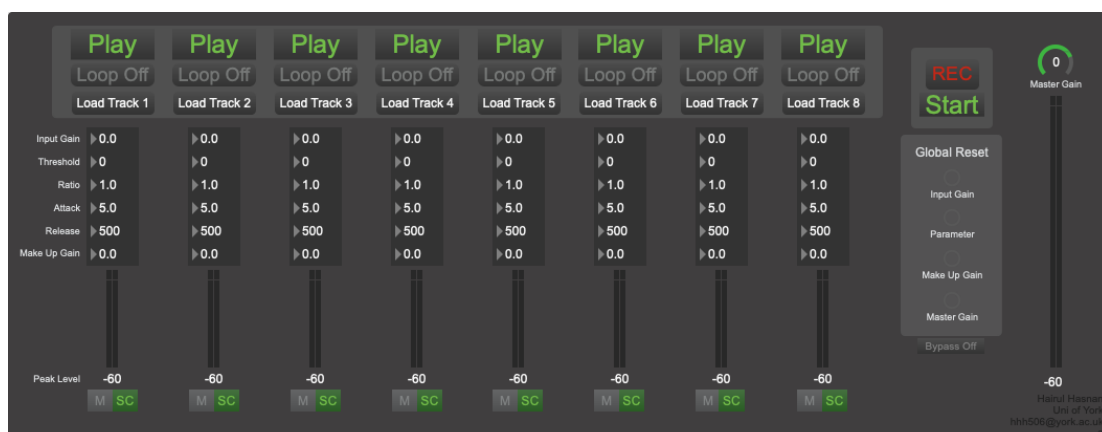 Play Play Play Play Play Play Play Play
Loop Off Loop Off Loop Off Loop Off Loop Off Loop Off Loop Off Loop Off
Load Track 1 Load Track 2 Load Track 3 Load Track 4 Load Track 5 Load Track 6 Load Track 7 Load Track 8
REC
Start
0
Master Gain
Input Gain 0.0 0.0 0.0 0.0 0.0 0.0 0.0 0.0
Threshold 0 0 0 0 0 0 0 0
Ratio 1.0 1.0 1.0 1.0 1.0 1.0 1.0 1.0
Attack 5.0 5.0 5.0 5.0 5.0 5.0 5.0 5.0
Release 500 500 500 500 500 500 500 500
Make Up Gain 0.0 0.0 0.0 0.0 0.0 0.0 0.0 0.0
Global Reset
Input Gain
Parameter
Make Up Gain
Master Gain
Bypass Off
Peak Level -60 -60 -60 -60 -60 -60 -60 -60
M SC M SC M SC M SC M SC M SC M SC M SC
-60
Hairul Hasnan
Uni of York
hhh506@york.ac.uk